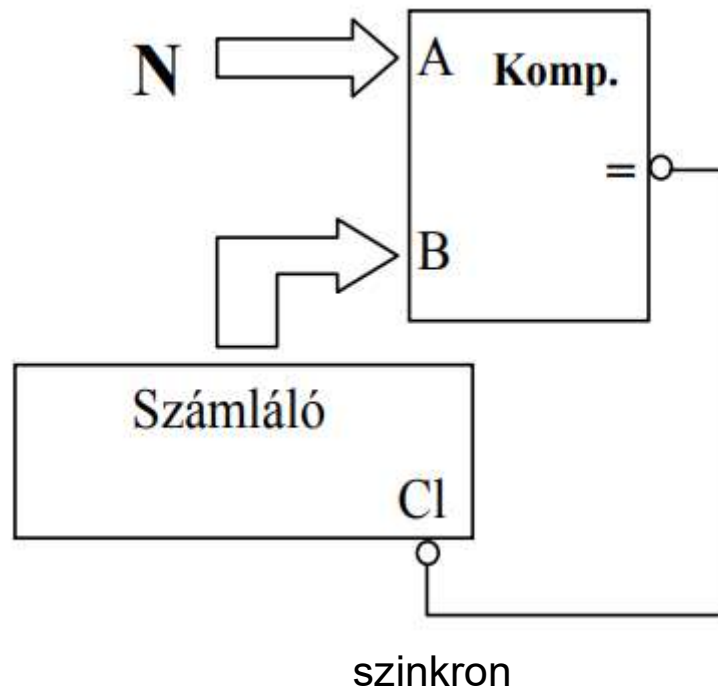 N
A
Komp.
=
B
Számláló
Cl
szinkron